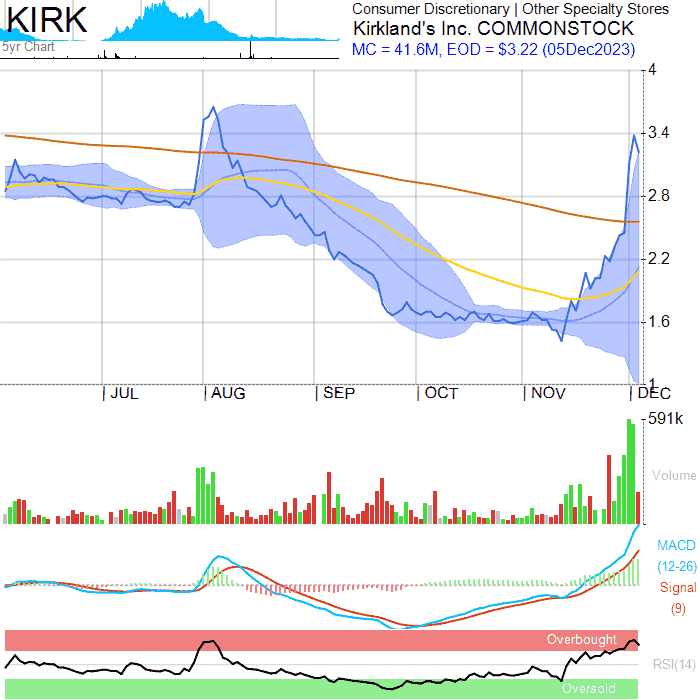 KIRK
5yr Chart
Consumer Discretionary | Other Specialty Stores
Kirkland's Inc. COMMONSTOCK
MC = 41.6M, EOD = $3.22 (05Dec2023)
4
3.4
2.8
2.2
1.6
1
JUL AUG SEP OCT NOV DEC
591k
Volume
MACD
(12-26)
Signal
(9)
Overbought
RSI(14)
Oversold